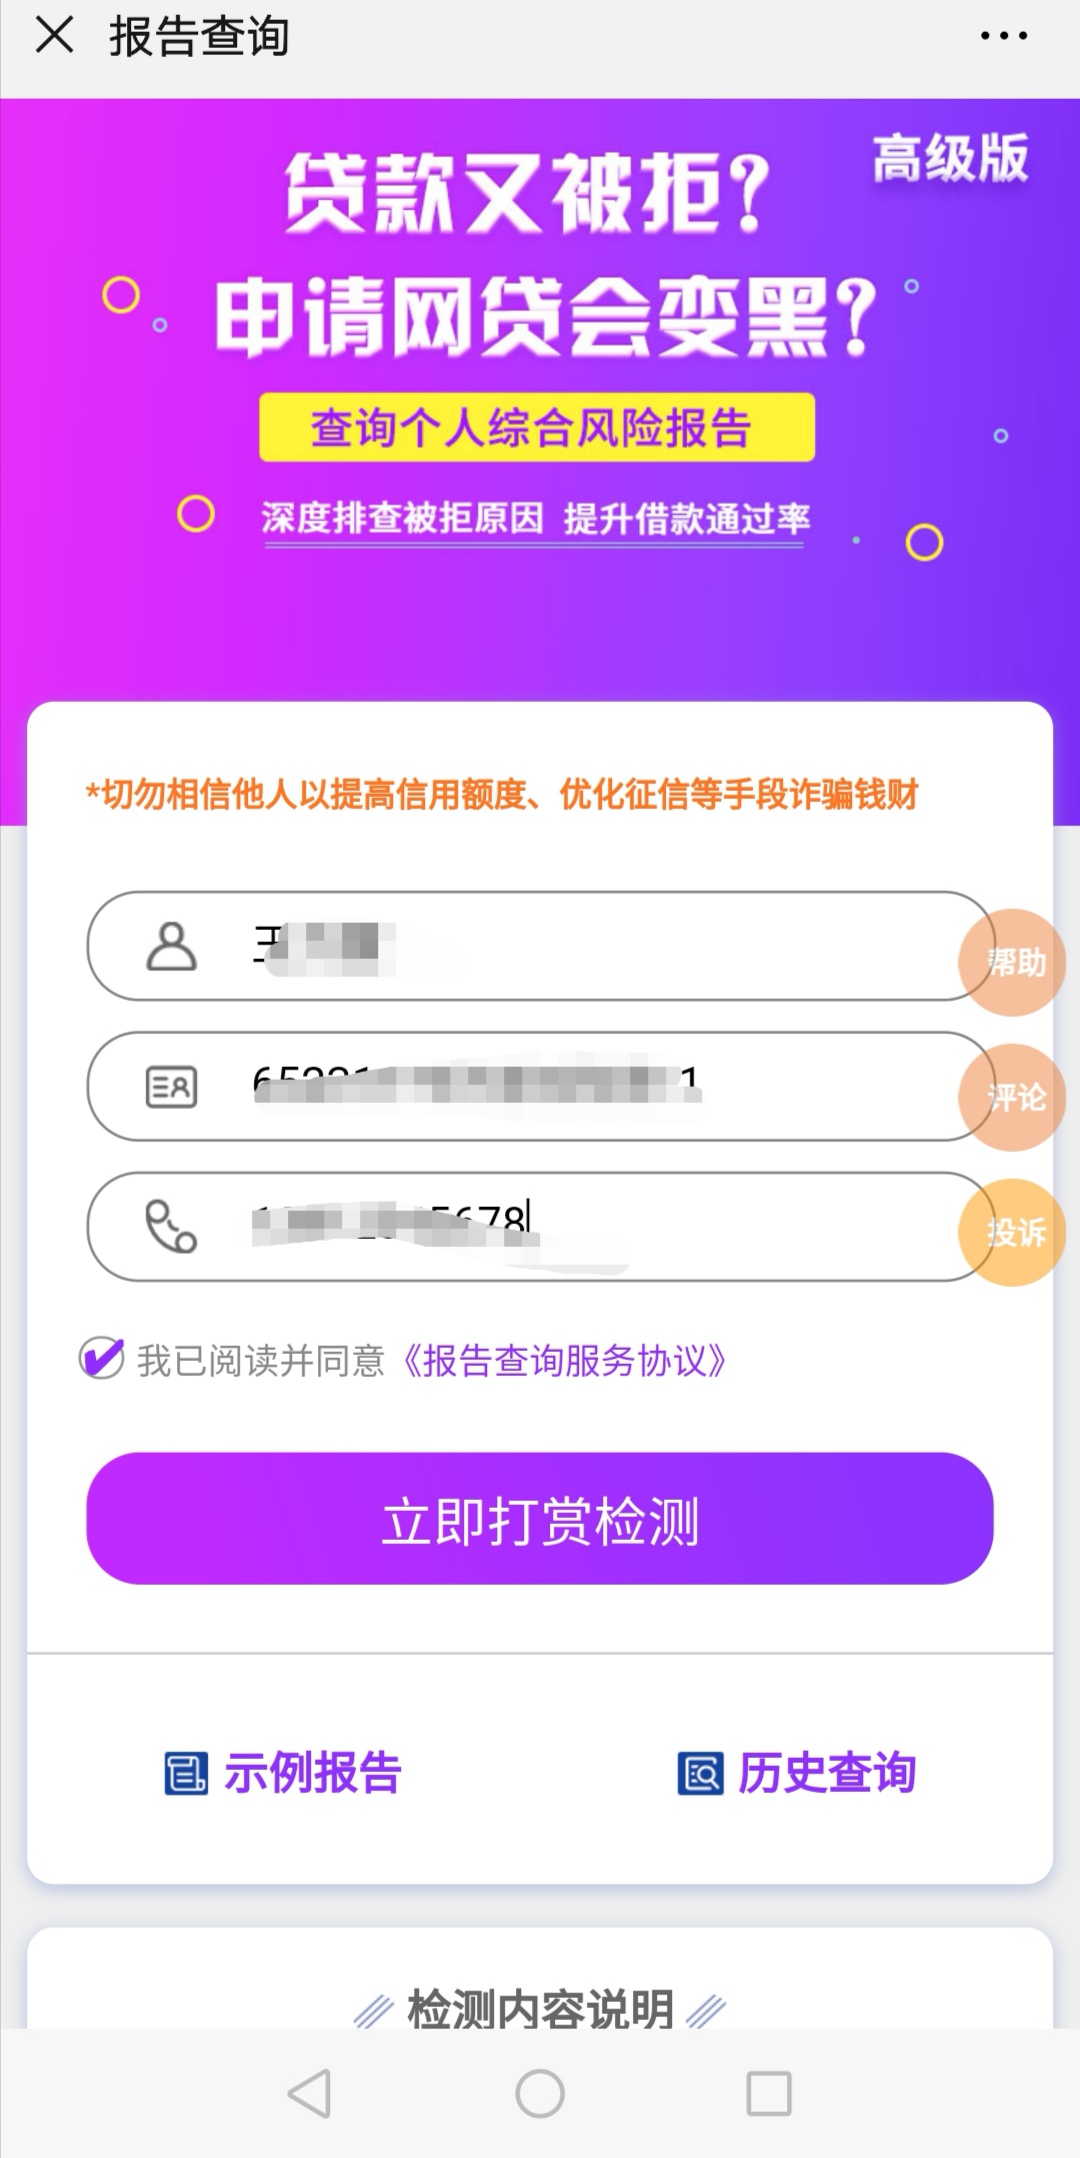 报告查询
高级版
贷款又被拒?
申请网贷会变黑?
查询个人综合风险报告
深度排查被拒原因 提升借款通过率
*切勿相信他人以提高信用额度、优化征信等手段诈骗钱财
王
帮助
1
评论
5678
投诉
我已阅读并同意《报告查询服务协议》
立即打赏检测
示例报告
历史查询
检测内容说明